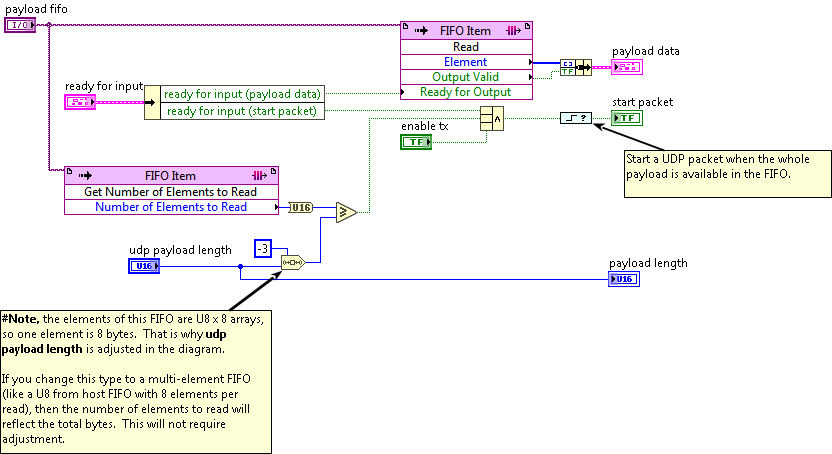 payload fifo
I/O
FIFO Item
Read
Element
Output Valid
Ready for Output
payload data
TF
ready for input
ready for input (payload data)
ready for input (start packet)
enable tx
TF
start packet
?
TF
Start a UDP packet when the whole
payload is available in the FIFO.
FIFO Item
Get Number of Elements to Read
Number of Elements to Read
U16
≥
udp payload length
U16
-3
payload length
U16
#Note, the elements of this FIFO are U8 x 8 arrays,
so one element is 8 bytes.  That is why udp
payload length is adjusted in the diagram.
If you change this type to a multi-element FIFO
(like a U8 from host FIFO with 8 elements per
read), then the number of elements to read will
reflect the total bytes.  This will not require
adjustment.